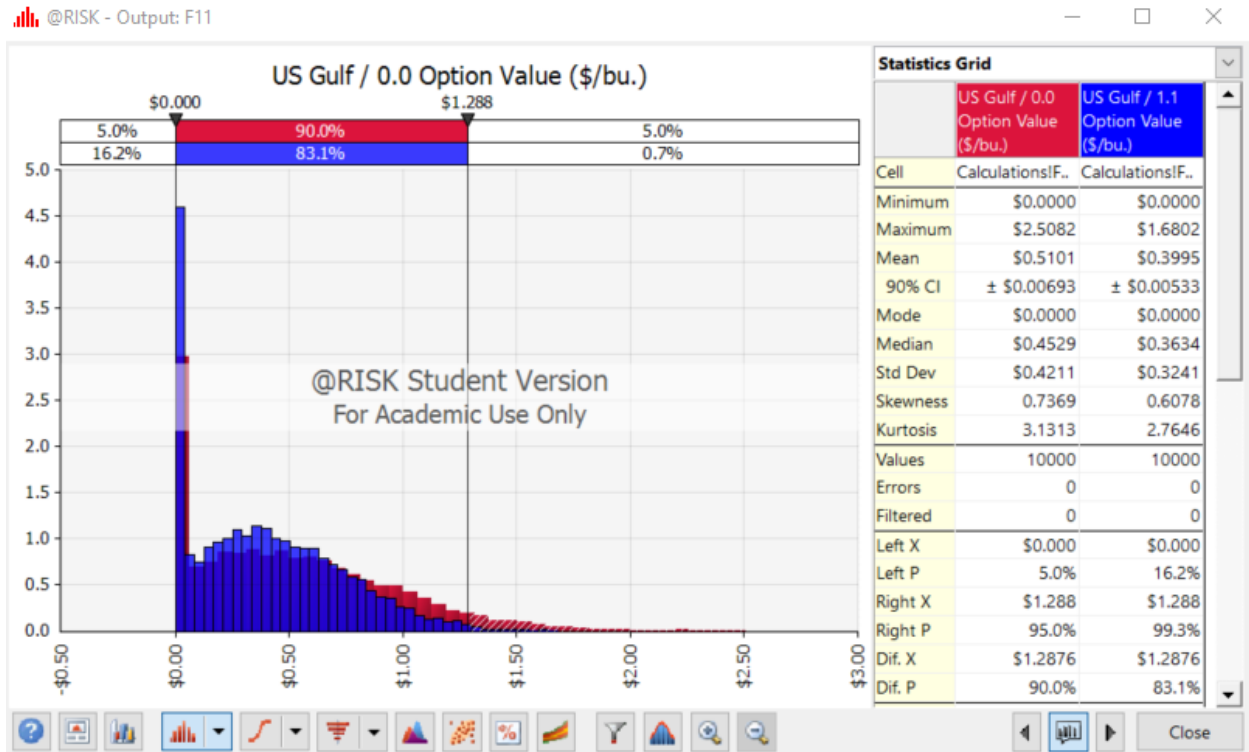 @RISK - Output: F11
US Gulf / 0.0 Option Value ($/bu.)
$0.000 $1.288
5.0% 90.0% 5.0%
16.2% 83.1% 0.7%
5.0
4.5
4.0
3.5
3.0
2.5
2.0
1.5
1.0
0.5
0.0
@RISK Student Version
For Academic Use Only
-$0.50 $0.00 $0.50 $1.00 $1.50 $2.00 $2.50 $3.00
Statistics Grid
US Gulf / 0.0 US Gulf / 1.1
Option Value Option Value
($/bu.) ($/bu.)
Cell Calculations!F.. Calculations!F..
Minimum $0.0000 $0.0000
Maximum $2.5082 $1.6802
Mean $0.5101 $0.3995
90% CI ± $0.00693 ± $0.00533
Mode $0.0000 $0.0000
Median $0.4529 $0.3634
Std Dev $0.4211 $0.3241
Skewness 0.7369 0.6078
Kurtosis 3.1313 2.7646
Values 10000 10000
Errors 0 0
Filtered 0 0
Left X $0.000 $0.000
Left P 5.0% 16.2%
Right X $1.288 $1.288
Right P 95.0% 99.3%
Dif. X $1.2876 $1.2876
Dif. P 90.0% 83.1%
Close